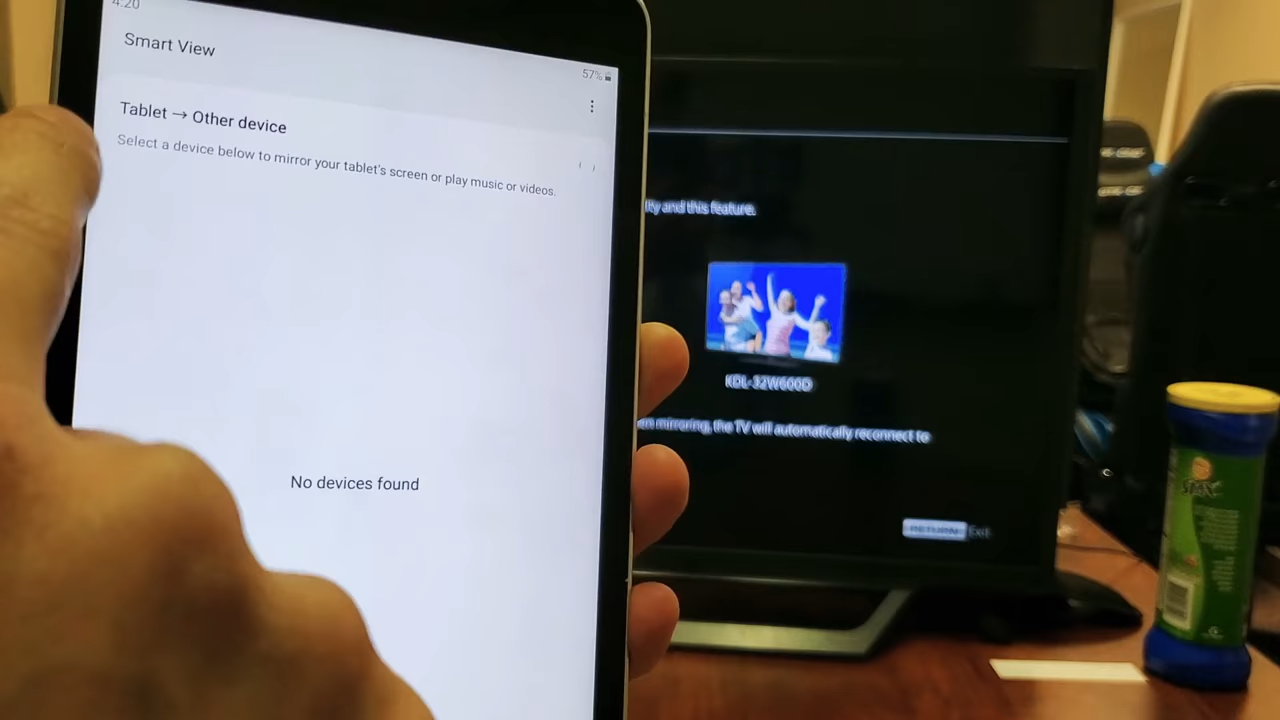 4:20
Smart View
57%
Tablet → Other device
Select a device below to mirror your tablet's screen or play music or videos.
No devices found
and this feature.
KDL-32W600D
mirroring, the TV will automatically reconnect to
RETURN Exit
STAX